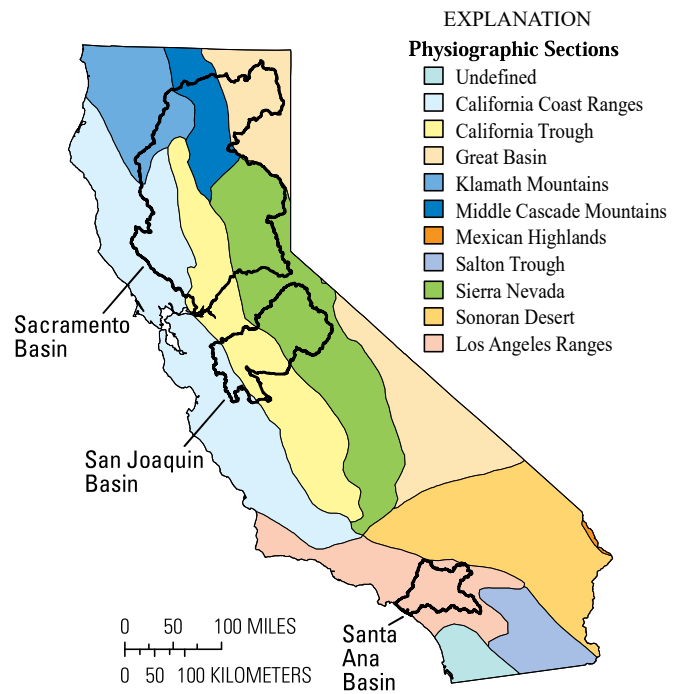 EXPLANATION
Physiographic Sections
Undefined
California Coast Ranges
California Trough
Great Basin
Klamath Mountains
Middle Cascade Mountains
Mexican Highlands
Salton Trough
Sierra Nevada
Sonoran Desert
Los Angeles Ranges
Sacramento
Basin
San Joaquin
Basin
Santa
Ana
Basin
0 50 100 MILES
0 50 100 KILOMETERS